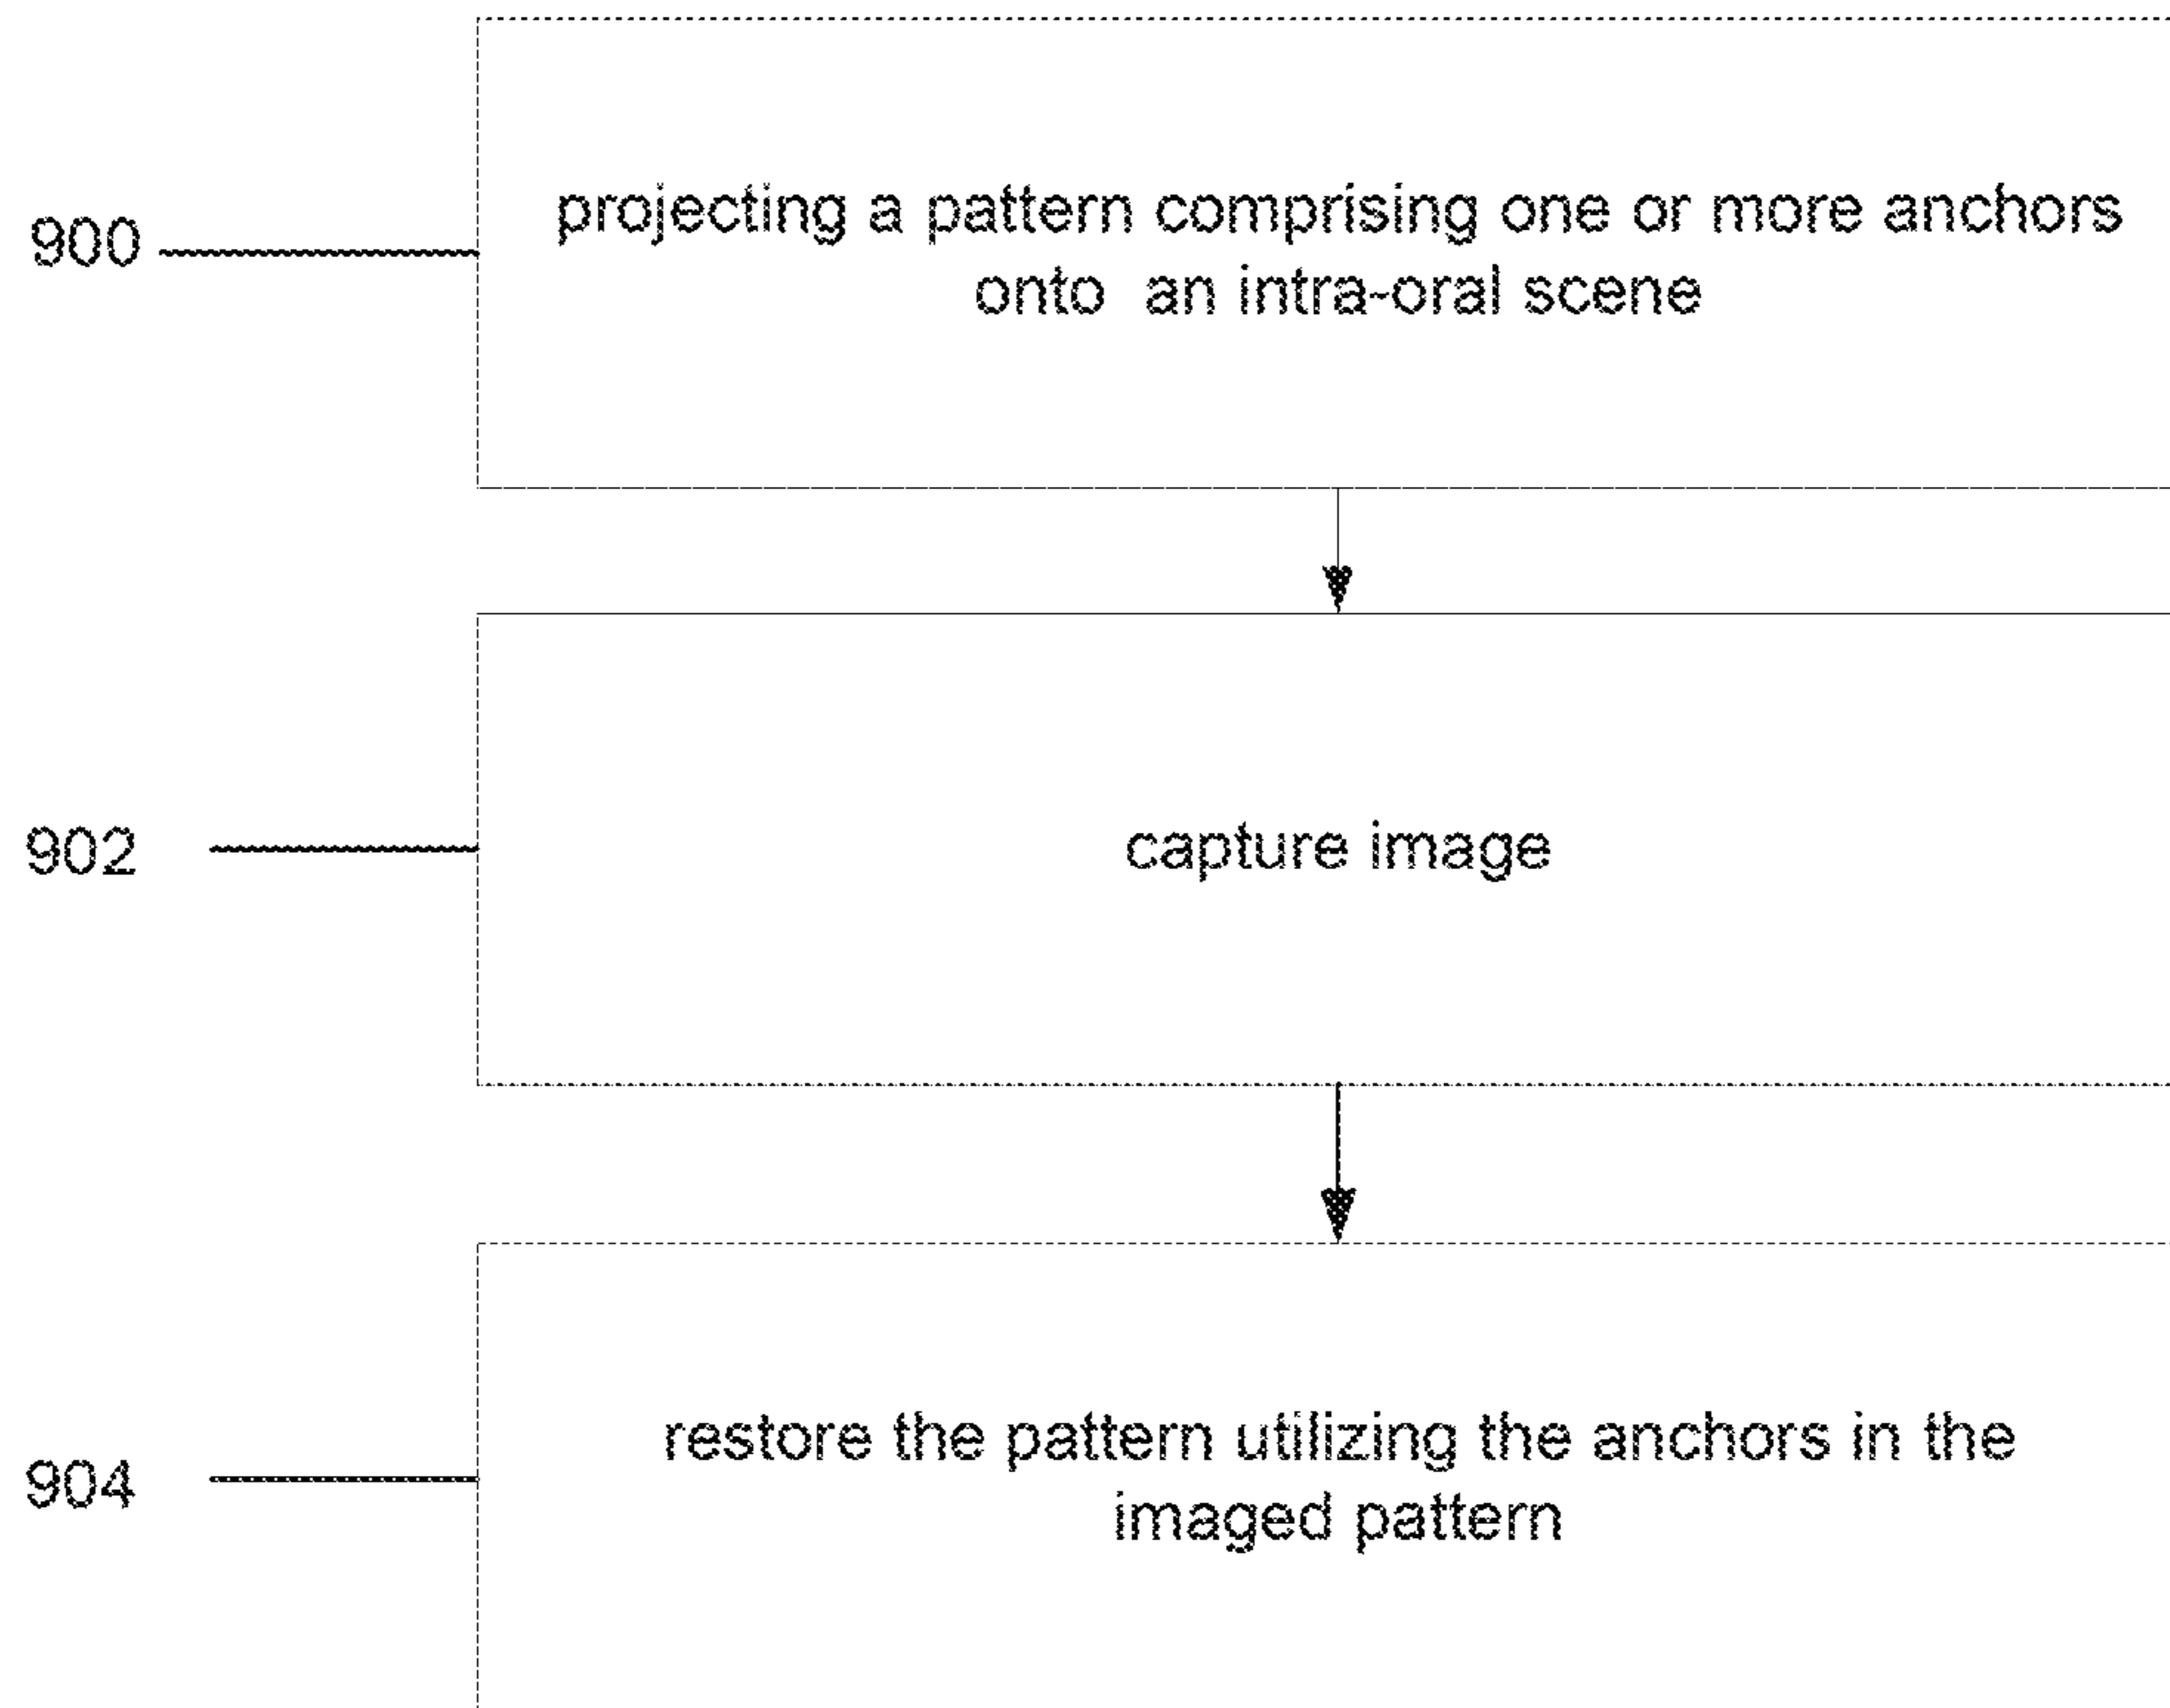 900
projecting a pattern comprising one or more anchors
onto an intra-oral scene
902
capture image
904
restore the pattern utilizing the anchors in the
imaged pattern